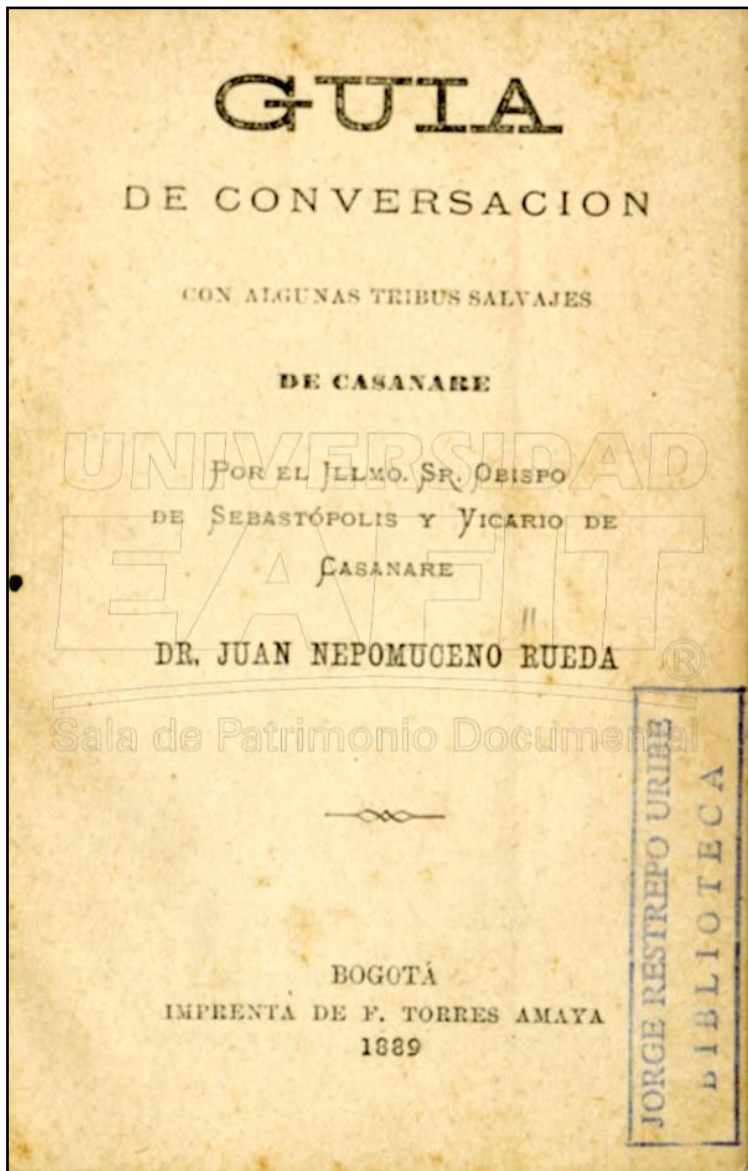 GUIA
DE CONVERSACION
CON ALGUNAS TRIBUS SALVAJES
DE CASANARE
POR EL JLLMO. SR. OBISPO
DE SEBASTÓPOLIS Y VICARIO DE
CASANARE
DR. JUAN NEPOMUCENO RUEDA
BOGOTÁ
IMPRENTA DE F. TORRES AMAYA
1889
JORGE RESTREPO URIBE
BIBLIOTECA
UNIVERSIDAD
EAFIT®
Sala de Patrimonio Documental